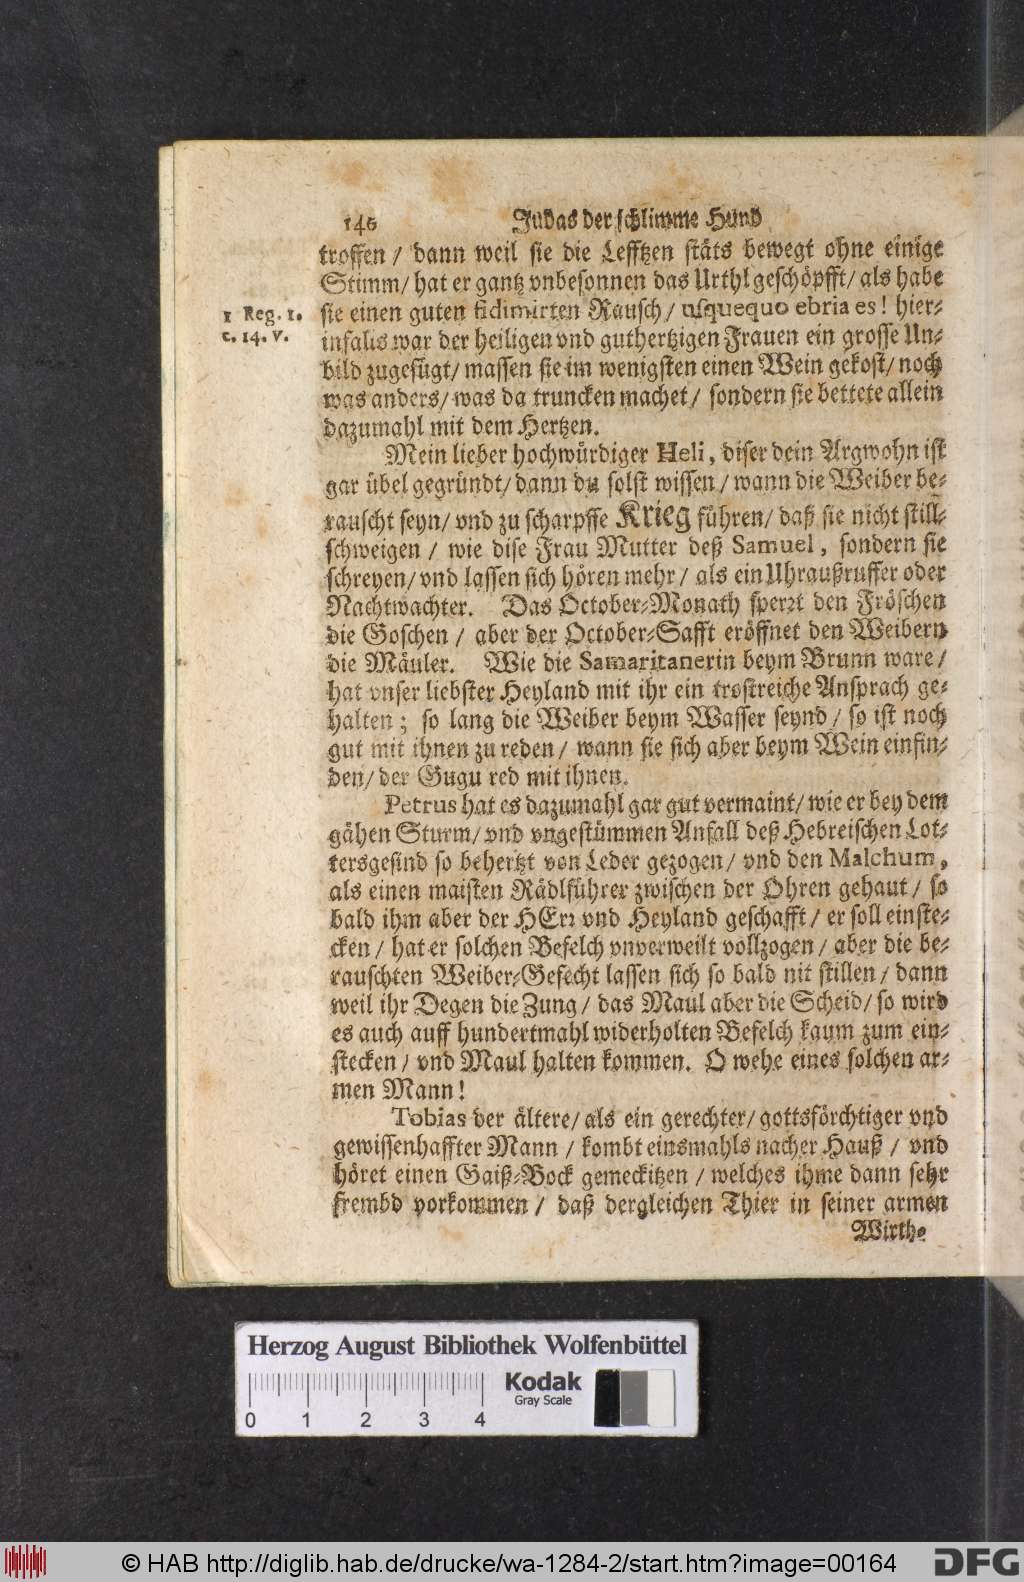 146 Judas der schlimme Hund
troffen / dann weil sie die Lefftzen stäts bewegt ohne einige
Stimm / hat er gantz vnbesonnen das Urthl geschöpfft / als habe
1 Reg. 1.
c. 14. v.
sie einen guten fidimirten Rausch / usquequo ebria es! hier-
infalls war der heiligen vnd guthertzigen Frauen ein grosse Un-
bild zugefügt / massen sie im wenigsten einen Wein gekost / noch
was anders / was da truncken machet / sondern sie bettete allein
dazumahl mit dem Hertzen.
Mein lieber hochwürdiger Heli, diser dein Argwohn ist
gar übel gegründt / dann du solst wissen / wann die Weiber be-
rauscht seyn / vnd zu scharpffe Krieg führen / daß sie nicht still-
schweigen / wie dise Frau Mutter deß Samuel, sondern sie
schreyen / vnd lassen sich hören mehr / als ein Uhraußruffer oder
Nachtwachter. Das October-Monath sperrt den Fröschen
die Goschen / aber der October-Safft eröffnet den Weibern
die Mäuler. Wie die Samaritanerin beym Brunn ware /
hat vnser liebster Heyland mit ihr ein trostreiche Ansprach ge-
halten; so lang die Weiber beym Wasser seynd / so ist noch
gut mit ihnen zu reden / wann sie sich aber beym Wein einfin-
den / der Gugu red mit ihnen.
Petrus hat es dazumahl gar gut vermaint / wie er bey dem
gähen Sturm / vnd vngestümmen Anfall deß Hebreischen Lot-
tersgesind so behertzt von Leder gezogen / vnd den Malchum,
als einen maisten Rädlführer zwischen der Ohren gehaut / so
bald ihm aber der HErr vnd Heyland geschafft / er soll einste-
cken / hat er solchen Befelch vnverweilt vollzogen / aber die be-
rauschten Weiber-Gefecht lassen sich so bald nit stillen / dann
weil ihr Degen die Zung / das Maul aber die Scheid / so wird
es auch auff hundertmahl widerholten Befelch kaum zum ein-
stecken / vnd Maul halten kommen. O wehe eines solchen ar-
men Mann!
Tobias der ältere / als ein gerechter / gottsförchtiger vnd
gewissenhaffter Mann / kombt einsmahls nacher Hauß / vnd
höret einen Gaiß-Bock gemeckitzen / welches ihme dann sehr
frembd vorkommen / daß dergleichen Thier in seiner armen
Wirth-
Herzog August Bibliothek Wolfenbüttel
Kodak
Gray Scale
0 1 2 3 4
© HAB http://diglib.hab.de/drucke/wa-1284-2/start.htm?image=00164
DFG